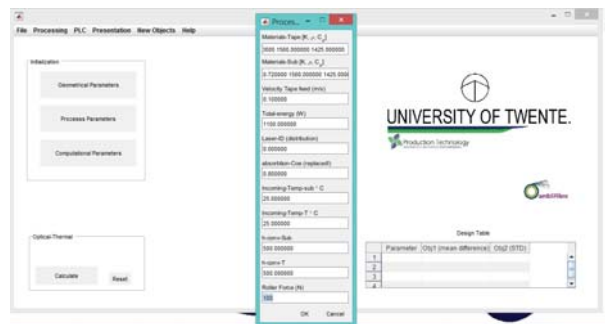 Proces...
File Processing PLC Presentation New Objects Help
Initialization
Geometrical Parameters
Processs Parameters
Computational Parameters
Optical-Thermal
Calculate
Reset
Materials-Tape [K, ,, C_p]
1560.000000 1425.000000
Materials-Sub [K, ,, C_p]
0.720000 1560.000000 1425.000
Velocity Tape feed (m/s)
0.100000
Total-energy (W)
1100.000000
Laser-ID (distribution)
0.000000
absorbtion-Coe (replaced!)
Incoming-Temp-sub ° C
25.000000
Incoming-Temp-T ° C
25.000000
h-conv-Sub
500.000000
h-conv-T
500.000000
Roller Force (N)
100
OK Cancel
UNIVERSITY OF TWENTE.
Production Technology
ambliFibre
Design Table
Parameter Obj1 (mean difference) Obj2 (STD)
1
2
3
4